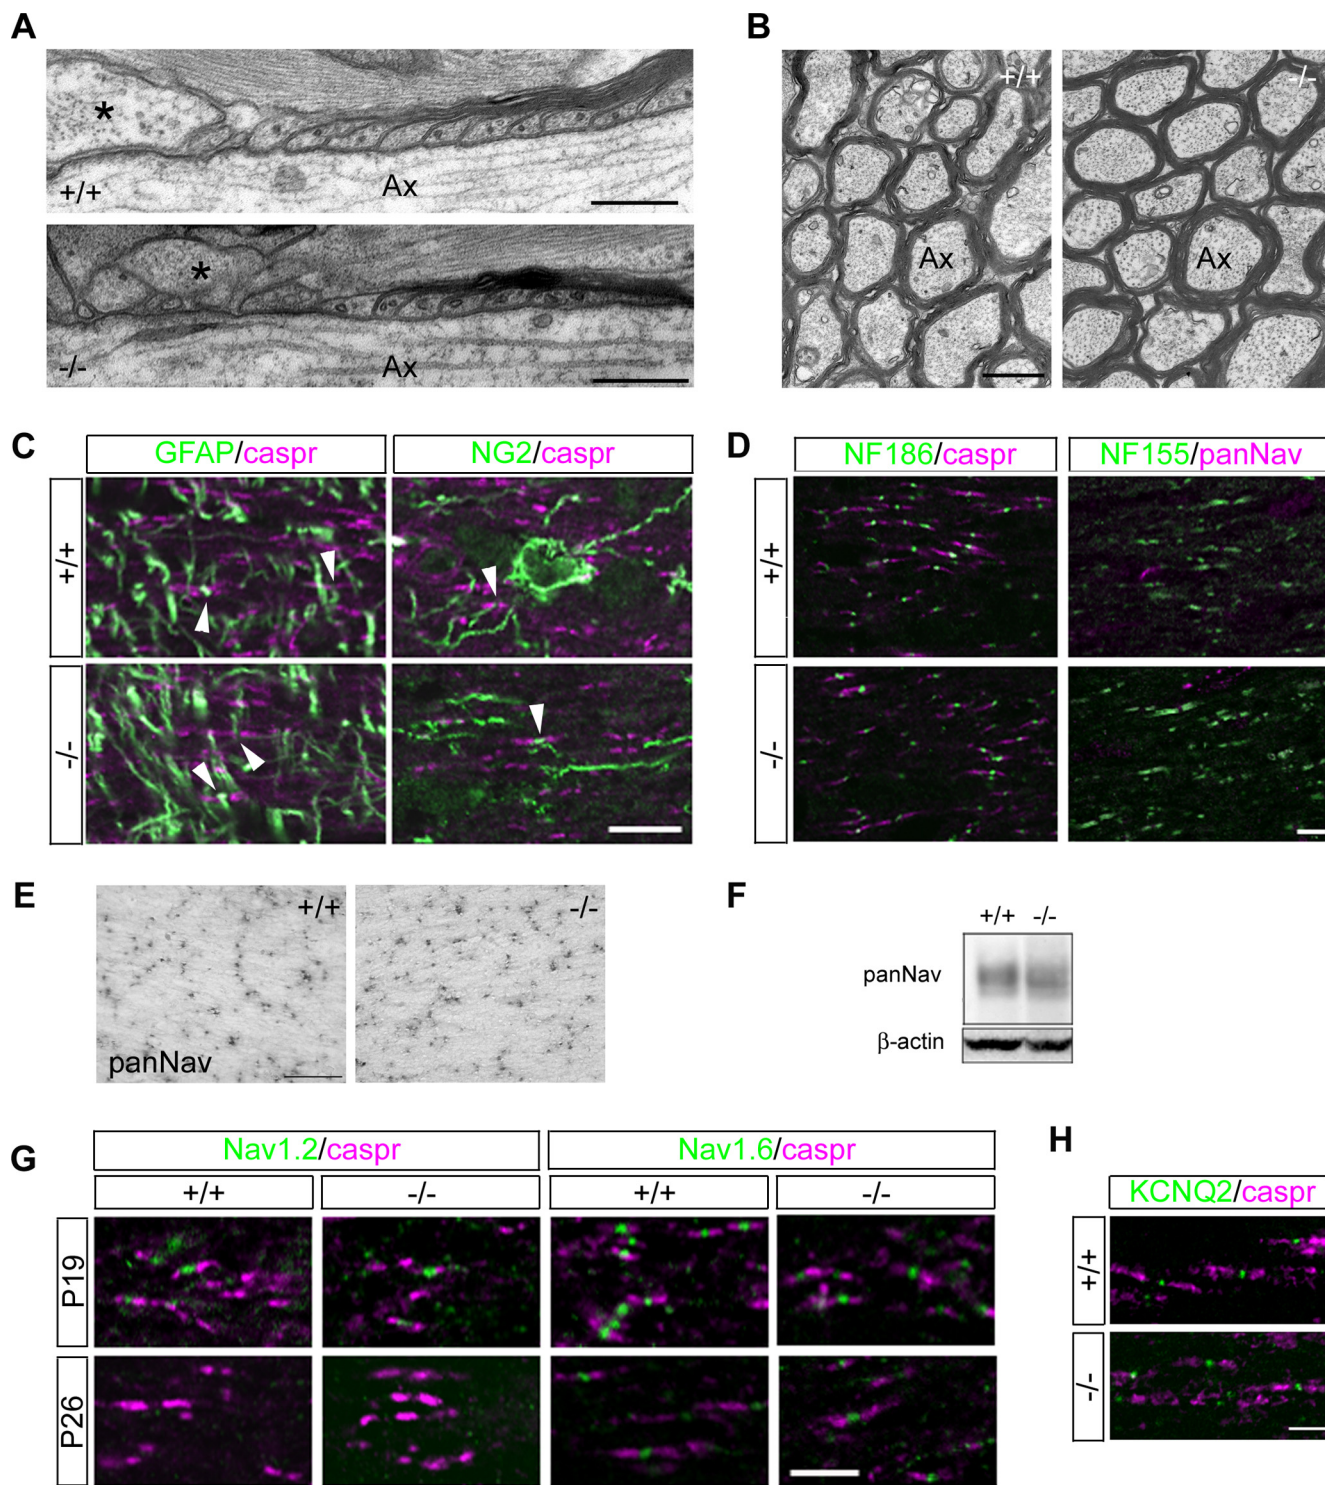 A
*
+/+
Ax
*
-/-
Ax
B
+/+
Ax
-/-
Ax
C
GFAP/caspr
NG2/caspr
+/+
-/-
D
NF186/caspr
NF155/panNav
+/+
-/-
E
+/+
panNav
-/-
F
+/+ -/-
panNav
β-actin
G
Nav1.2/caspr
Nav1.6/caspr
+/+
-/-
+/+
-/-
P19
P26
H
KCNQ2/caspr
+/+
-/-